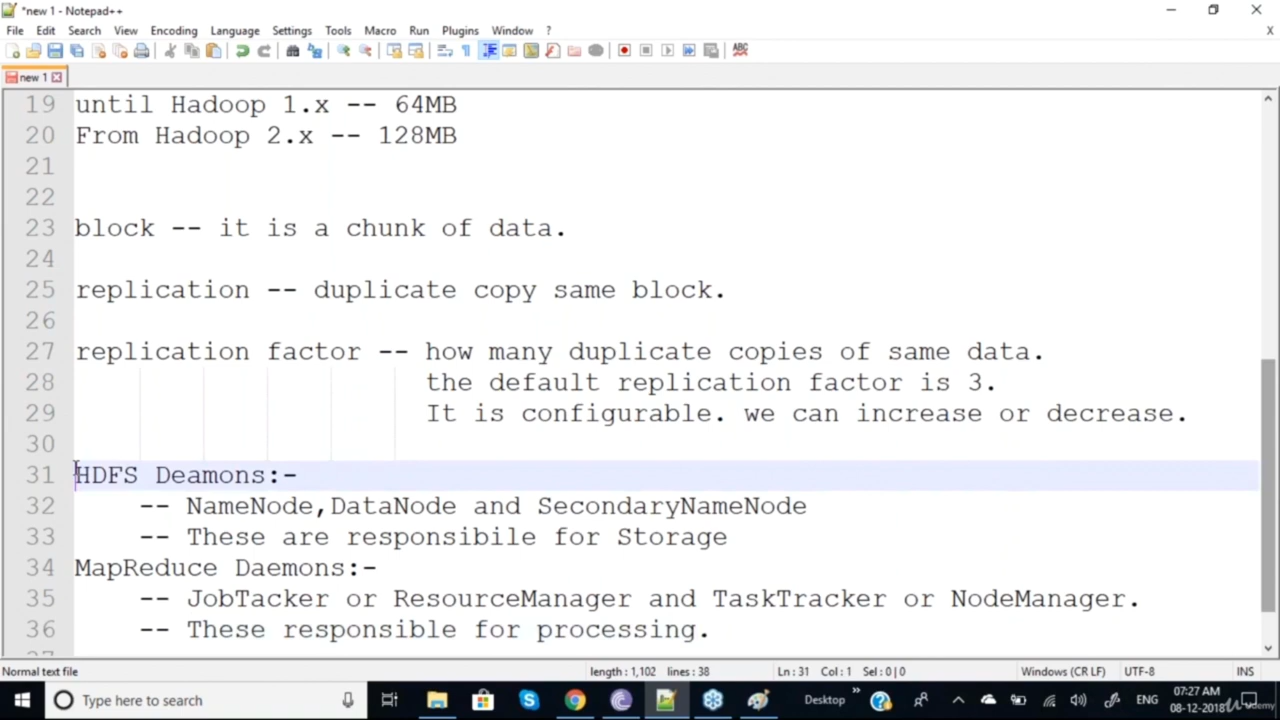 *new 1 - Notepad++
File Edit Search View Encoding Language Settings Tools Macro Run Plugins Window ? X
new 1
19 until Hadoop 1.x -- 64MB
20 From Hadoop 2.x -- 128MB
21
22
23 block -- it is a chunk of data.
24
25 replication -- duplicate copy same block.
26
27 replication factor -- how many duplicate copies of same data.
28 the default replication factor is 3.
29 It is configurable. we can increase or decrease.
30
31 HDFS Deamons:-
32 -- NameNode,DataNode and SecondaryNameNode
33 -- These are responsibile for Storage
34 MapReduce Daemons:-
35 -- JobTacker or ResourceManager and TaskTracker or NodeManager.
36 -- These responsible for processing.
Normal text file length : 1,102 lines : 38 Ln : 31 Col : 1 Sel : 0 | 0 Windows (CR LF) UTF-8 INS
Type here to search Desktop ENG 07:27 AM
08-12-2018
Udemy